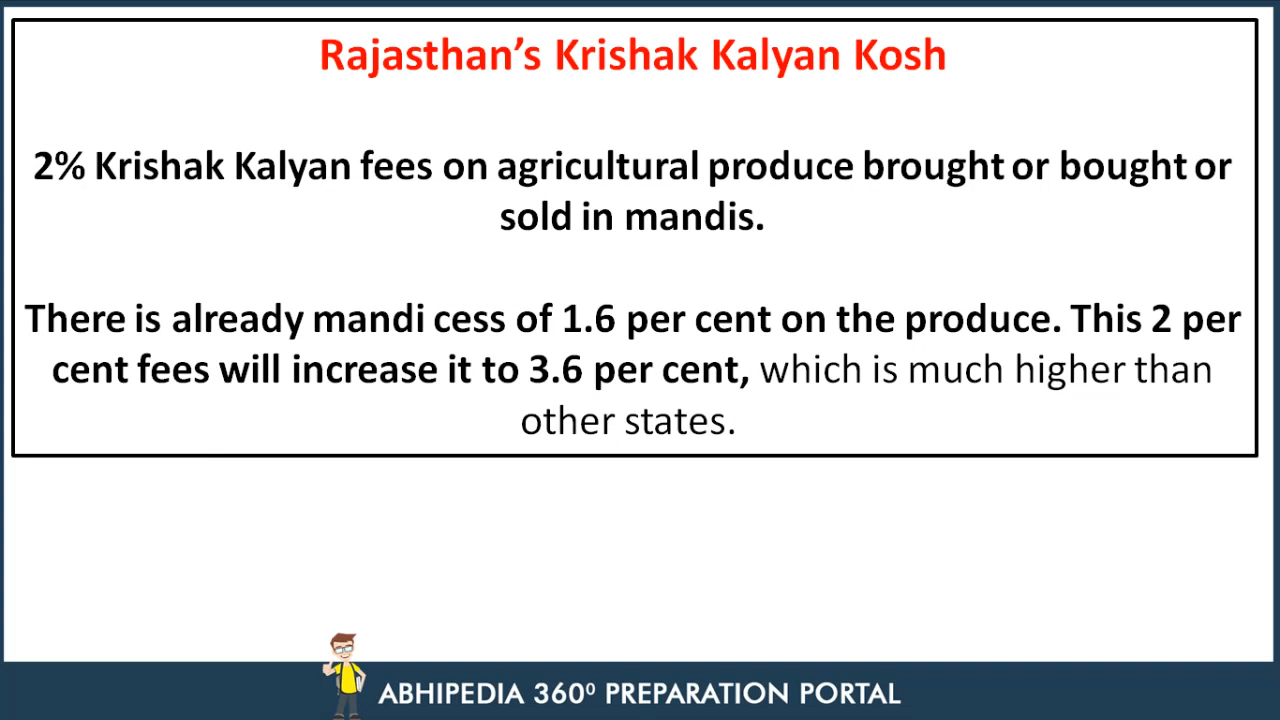 Rajasthan’s Krishak Kalyan Kosh
2% Krishak Kalyan fees on agricultural produce brought or bought or
sold in mandis.
There is already mandi cess of 1.6 per cent on the produce. This 2 per
cent fees will increase it to 3.6 per cent, which is much higher than
other states.
ABHIPEDIA 360⁰ PREPARATION PORTAL